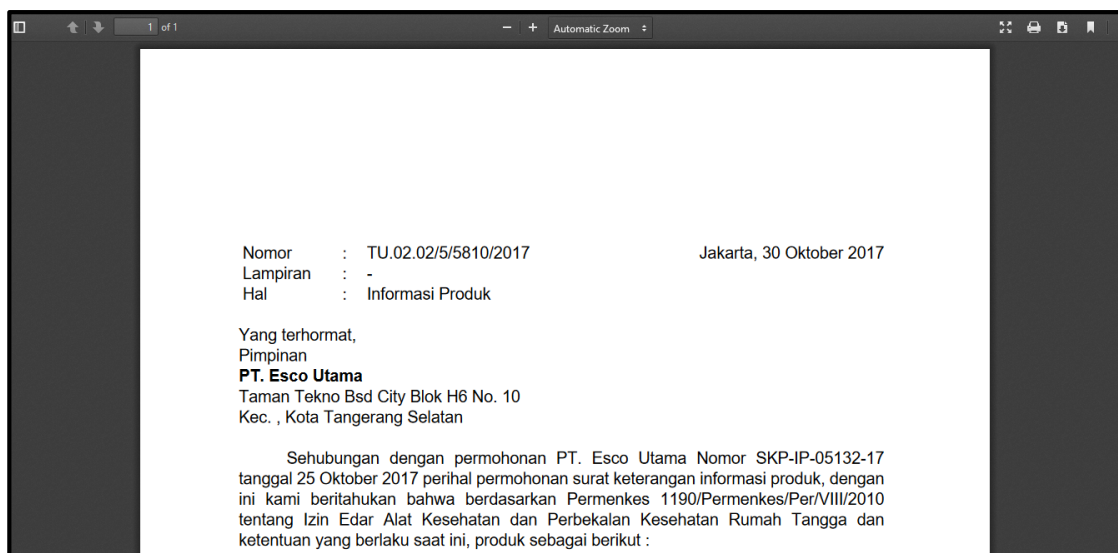 1 of 1
Automatic Zoom
Nomor : TU.02.02/5/5810/2017 Jakarta, 30 Oktober 2017
Lampiran : -
Hal : Informasi Produk
Yang terhormat,
Pimpinan
PT. Esco Utama
Taman Tekno Bsd City Blok H6 No. 10
Kec. , Kota Tangerang Selatan
Sehubungan dengan permohonan PT. Esco Utama Nomor SKP-IP-05132-17
tanggal 25 Oktober 2017 perihal permohonan surat keterangan informasi produk, dengan
ini kami beritahukan bahwa berdasarkan Permenkes 1190/Permenkes/Per/VIII/2010
tentang Izin Edar Alat Kesehatan dan Perbekalan Kesehatan Rumah Tangga dan
ketentuan yang berlaku saat ini, produk sebagai berikut :